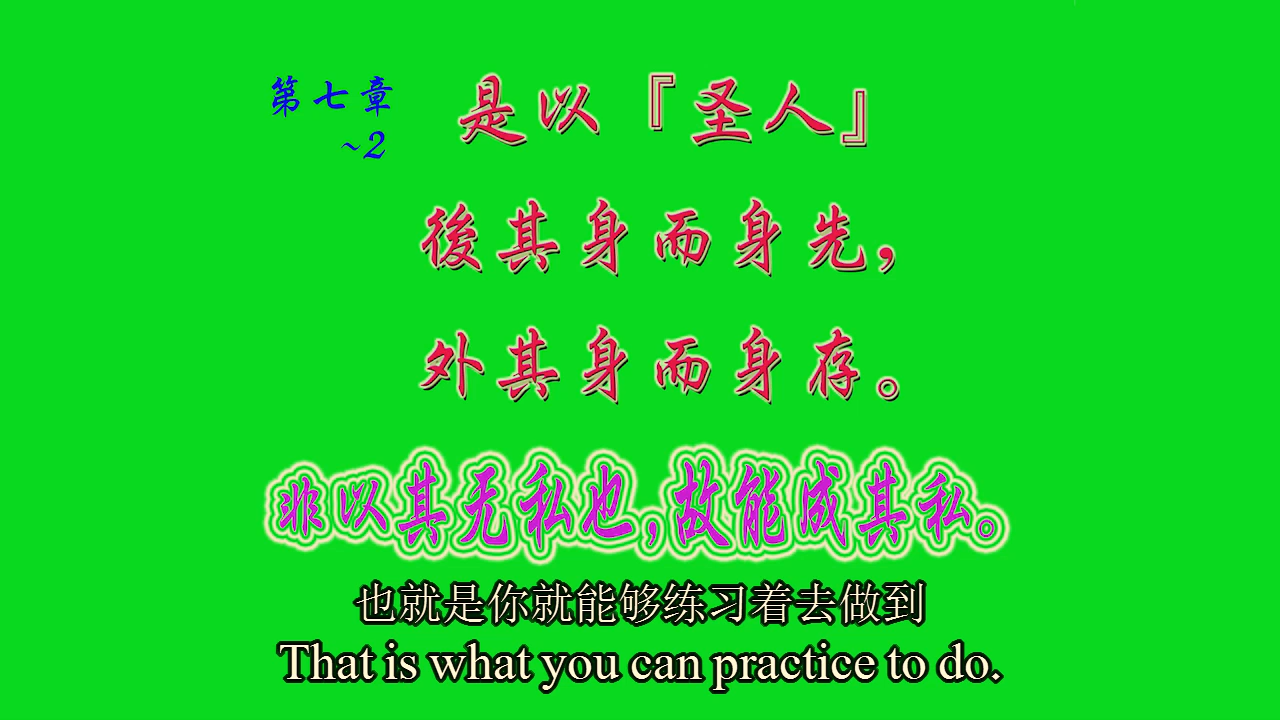 第七章
~2
是以『圣人』
後其身而身先，
外其身而身存。
非以其无私也，故能成其私。
也就是你就能够练习着去做到
That is what you can practice to do.